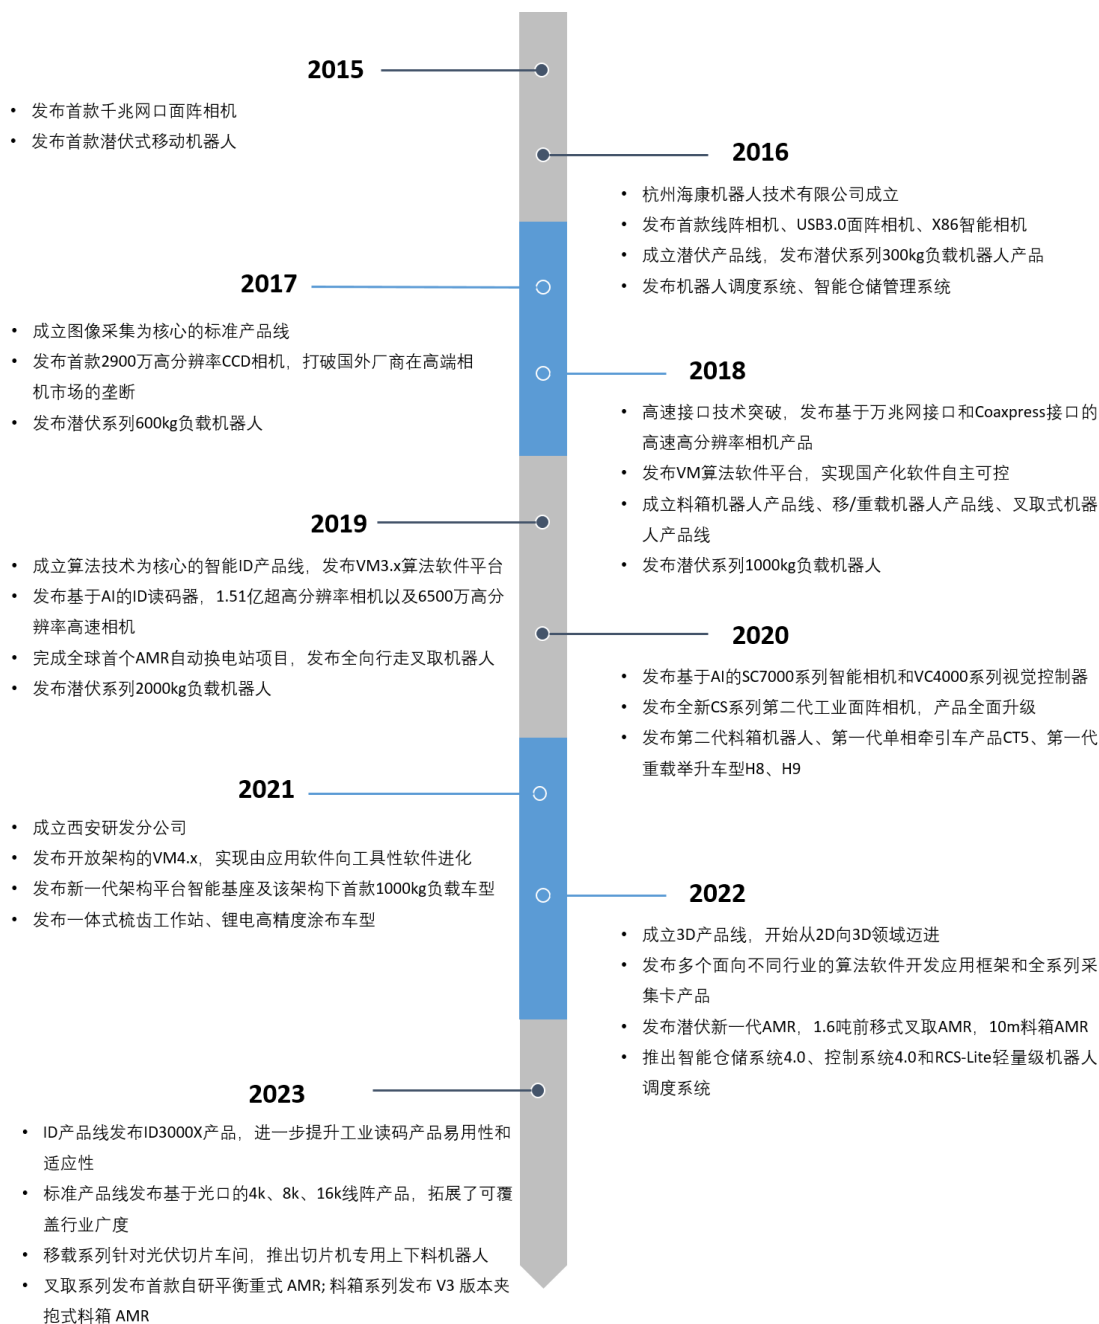 2015
• 发布首款千兆网口面阵相机
• 发布首款潜伏式移动机器人
2016
• 杭州海康机器人技术有限公司成立
• 发布首款线阵相机、USB3.0面阵相机、X86智能相机
• 成立潜伏产品线，发布潜伏系列300kg负载机器人产品
• 发布机器人调度系统、智能仓储管理系统
2017
• 成立图像采集为核心的标准产品线
• 发布首款2900万高分辨率CCD相机，打破国外厂商在高端相
机市场的垄断
• 发布潜伏系列600kg负载机器人
2018
• 高速接口技术突破，发布基于万兆网接口和Coaxpress接口的
高速高分辨率相机产品
• 发布VM算法软件平台，实现国产化软件自主可控
• 成立料箱机器人产品线、移/重载机器人产品线、叉取式机器
人产品线
• 发布潜伏系列1000kg负载机器人
2019
• 成立算法技术为核心的智能ID产品线，发布VM3.x算法软件平台
• 发布基于AI的ID读码器，1.51亿超高分辨率相机以及6500万高分
辨率高速相机
• 完成全球首个AMR自动换电站项目，发布全向行走叉取机器人
• 发布潜伏系列2000kg负载机器人
2020
• 发布基于AI的SC7000系列智能相机和VC4000系列视觉控制器
• 发布全新CS系列第二代工业面阵相机，产品全面升级
• 发布第二代料箱机器人、第一代单相牵引车产品CT5、第一代
重载举升车型H8、H9
2021
• 成立西安研发分公司
• 发布开放架构的VM4.x，实现由应用软件向工具性软件进化
• 发布新一代架构平台智能基座及该架构下首款1000kg负载车型
• 发布一体式梳齿工作站、锂电高精度涂布车型
2022
• 成立3D产品线，开始从2D向3D领域迈进
• 发布多个面向不同行业的算法软件开发应用框架和全系列采
集卡产品
• 发布潜伏新一代AMR，1.6吨前移式叉取AMR，10m料箱AMR
• 推出智能仓储系统4.0、控制系统4.0和RCS-Lite轻量级机器人
调度系统
2023
• ID产品线发布ID3000X产品，进一步提升工业读码产品易用性和
适应性
• 标准产品线发布基于光口的4k、8k、16k线阵产品，拓展了可覆
盖行业广度
• 移载系列针对光伏切片车间，推出切片机专用上下料机器人
• 叉取系列发布首款自研平衡重式 AMR; 料箱系列发布 V3 版本夹
抱式料箱 AMR